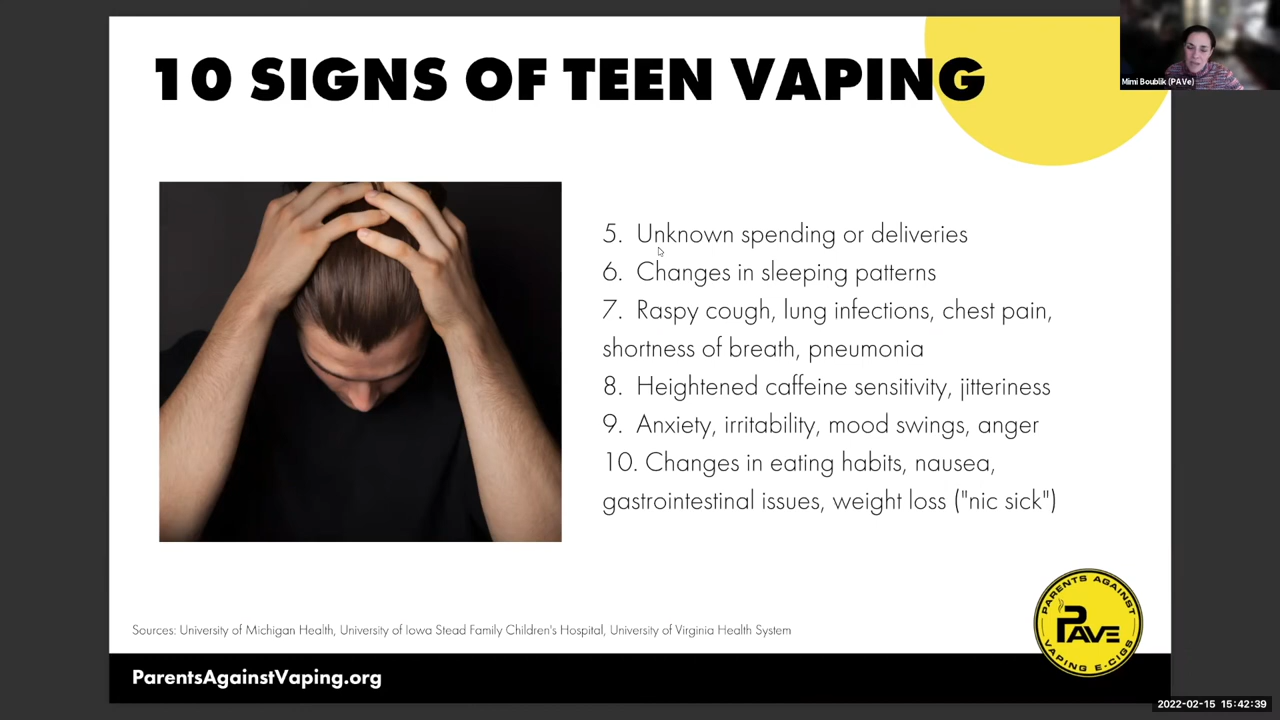 10 SIGNS OF TEEN VAPING
Mimi Boublik (PAVe)
5. Unknown spending or deliveries
6. Changes in sleeping patterns
7. Raspy cough, lung infections, chest pain,
shortness of breath, pneumonia
8. Heightened caffeine sensitivity, jitteriness
9. Anxiety, irritability, mood swings, anger
10. Changes in eating habits, nausea,
gastrointestinal issues, weight loss ("nic sick")
PARENTS AGAINST
PAVE
VAPING E-CIGS
Sources: University of Michigan Health, University of Iowa Stead Family Children's Hospital, University of Virginia Health System
ParentsAgainstVaping.org
2022-02-15 15:42:39